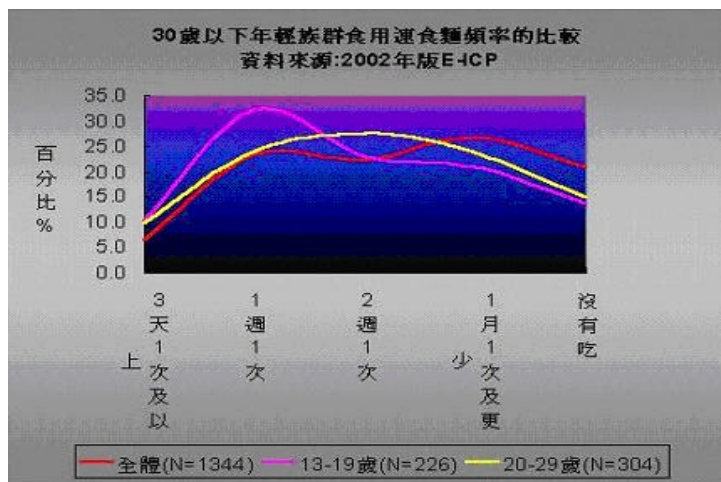 30歲以下年輕族群食用速食麵頻率的比較
資料來源:2002年版E-ICP
百分比%
35.0
30.0
25.0
20.0
15.0
10.0
5.0
0.0
3天1次及以上
1週1次
2週1次
1月1次及更少
沒有吃
全體(N=1344)
13-19歲(N=226)
20-29歲(N=304)